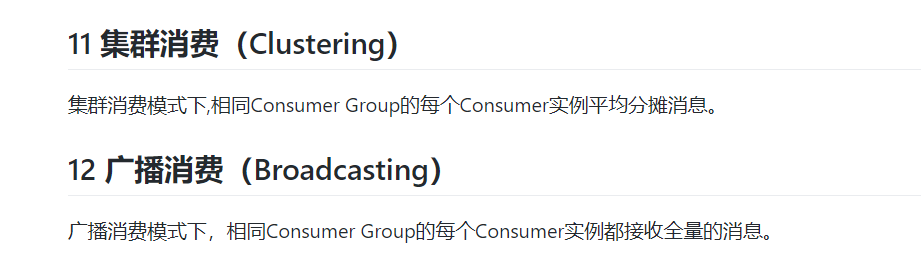 11 集群消费（Clustering）
集群消费模式下,相同Consumer Group的每个Consumer实例平均分摊消息。
12 广播消费（Broadcasting）
广播消费模式下，相同Consumer Group的每个Consumer实例都接收全量的消息。